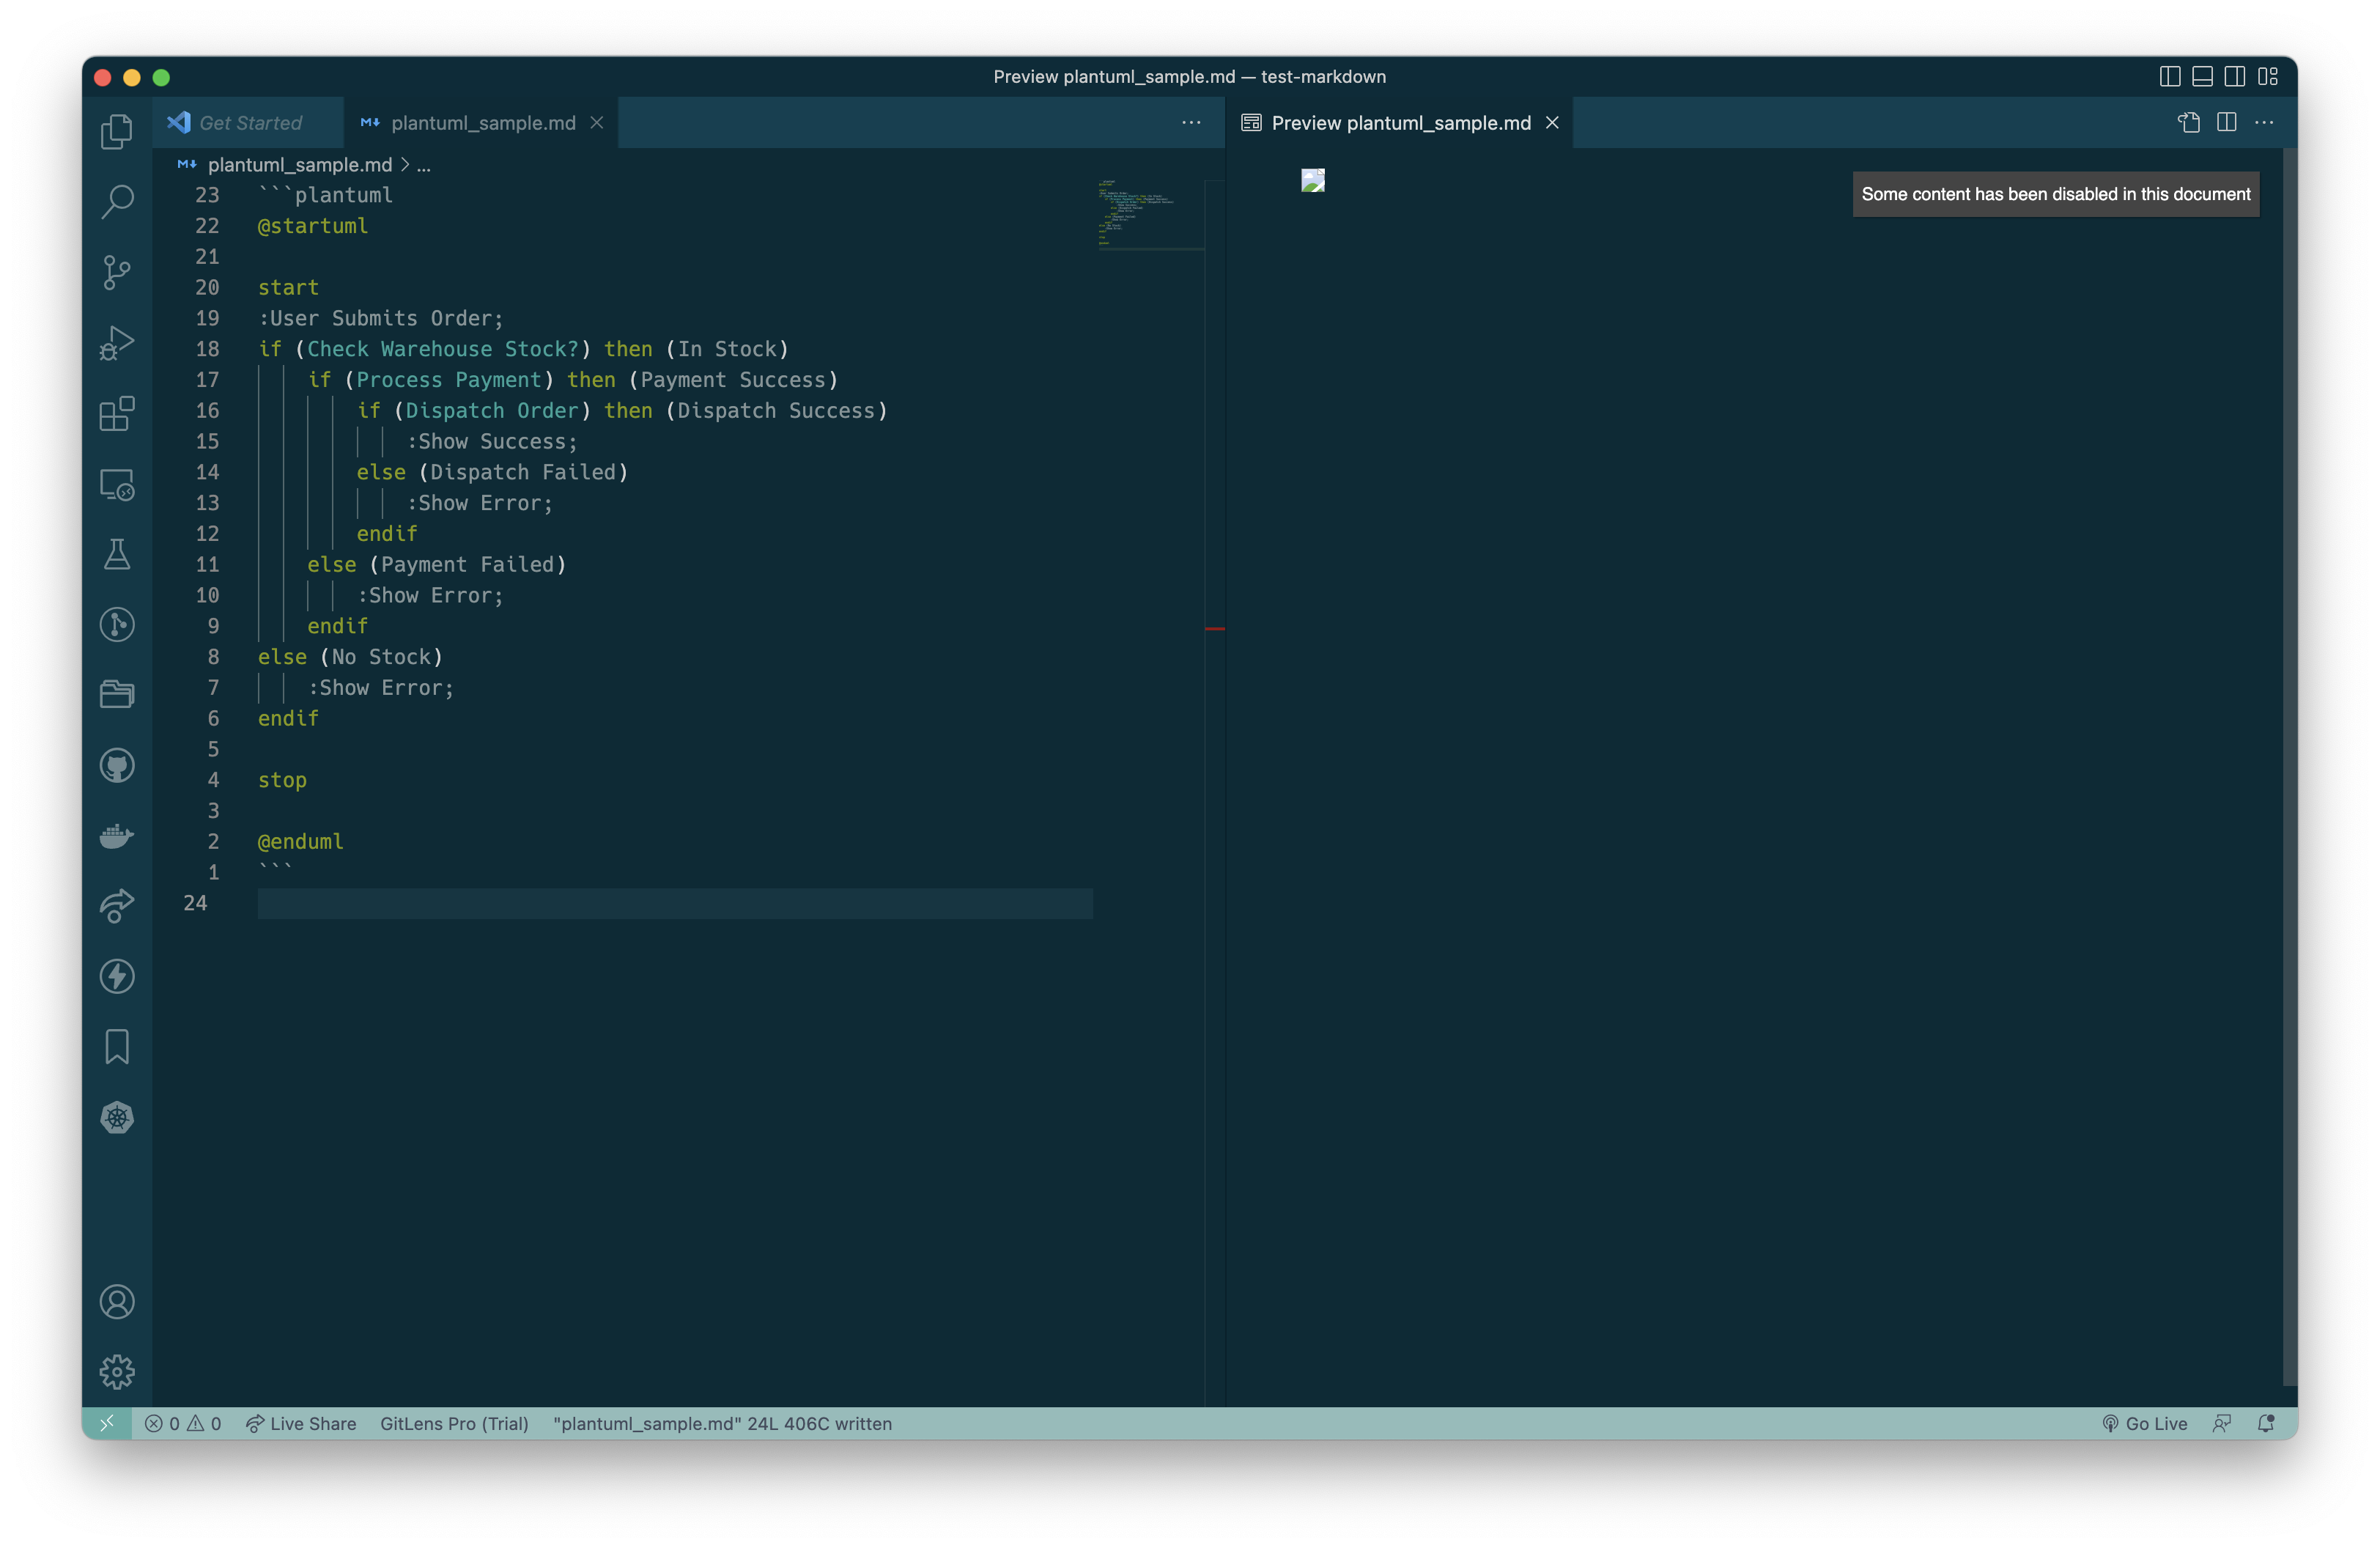 Preview plantuml_sample.md — test-markdown
Get Started
plantuml_sample.md
Preview plantuml_sample.md
plantuml_sample.md > ...
Some content has been disabled in this document
23 ```plantuml
22 @startuml
21
20 start
19 :User Submits Order;
18 if (Check Warehouse Stock?) then (In Stock)
17 if (Process Payment) then (Payment Success)
16 if (Dispatch Order) then (Dispatch Success)
15 :Show Success;
14 else (Dispatch Failed)
13 :Show Error;
12 endif
11 else (Payment Failed)
10 :Show Error;
9 endif
8 else (No Stock)
7 :Show Error;
6 endif
5
4 stop
3
2 @enduml
1 ```
24
0 0 Live Share GitLens Pro (Trial) "plantuml_sample.md" 24L 406C written Go Live